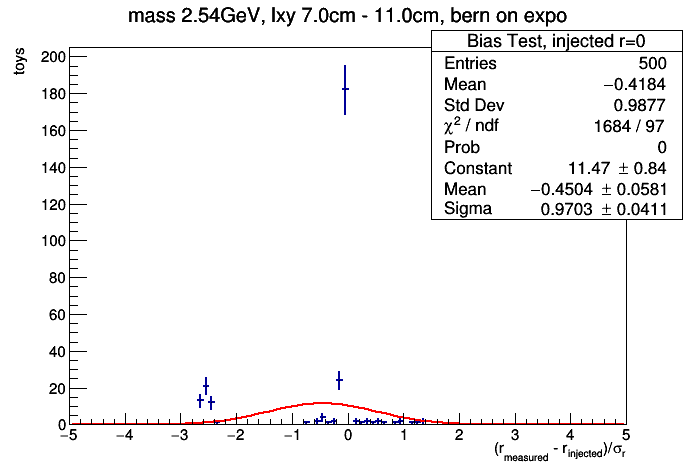 mass 2.54GeV, lxy 7.0cm - 11.0cm, bern on expo
Bias Test, injected r=0
Entries 500
Mean −0.4184
Std Dev 0.9877
χ² / ndf 1684 / 97
Prob 0
Constant 11.47 ± 0.84
Mean −0.4504 ± 0.0581
Sigma 0.9703 ± 0.0411
toys
200
180
160
140
120
100
80
60
40
20
0
−5 −4 −3 −2 −1 0 1 2 3 4 5
(r_measured - r_injected)/σ_r